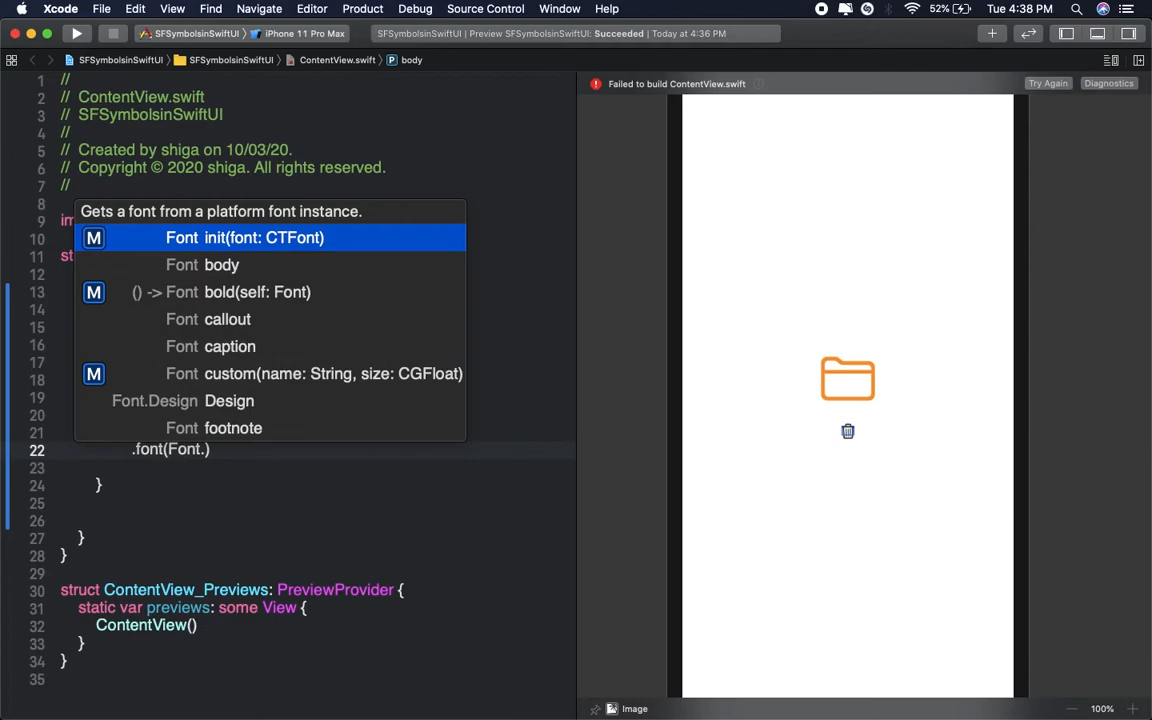 Xcode File Edit View Find Navigate Editor Product Debug Source Control Window Help 52% Tue 4:38 PM
SFSymbolsinSwiftUI iPhone 11 Pro Max SFSymbolsinSwiftUI | Preview SFSymbolsinSwiftUI: Succeeded | Today at 4:36 PM
SFSymbolsinSwiftUI SFSymbolsinSwiftUI ContentView.swift P body
Failed to build ContentView.swift Try Again Diagnostics
1 //
2 // ContentView.swift
3 // SFSymbolsinSwiftUI
4 //
5 // Created by shiga on 10/03/20.
6 // Copyright © 2020 shiga. All rights reserved.
7 //
8
9 im
10
11 st
12
13
14
15
16
17
18
19
20
21
Gets a font from a platform font instance.
M Font init(font: CTFont)
Font body
M () -> Font bold(self: Font)
Font callout
Font caption
M Font custom(name: String, size: CGFloat)
Font.Design Design
Font footnote
22 .font(Font.)
23
24 }
25
26
27 }
28 }
29
30 struct ContentView_Previews: PreviewProvider {
31 static var previews: some View {
32 ContentView()
33 }
34 }
35
Image 100%